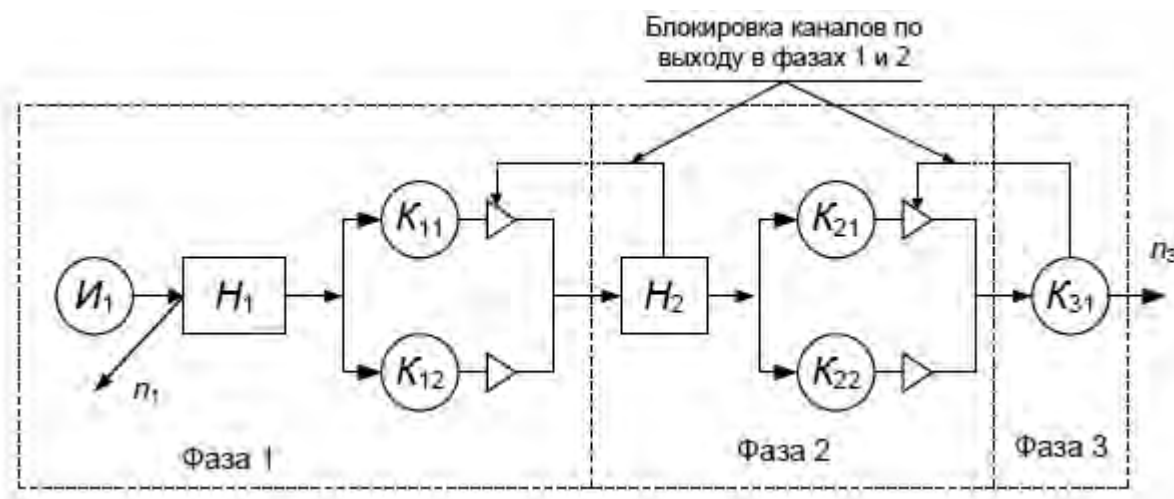 Блокировка каналов по
выходу в фазах 1 и 2
К₁₁
К₂₁
И₁
Н₁
Н₂
К₃₁
n₃
n₁
К₁₂
К₂₂
Фаза 1
Фаза 2
Фаза 3